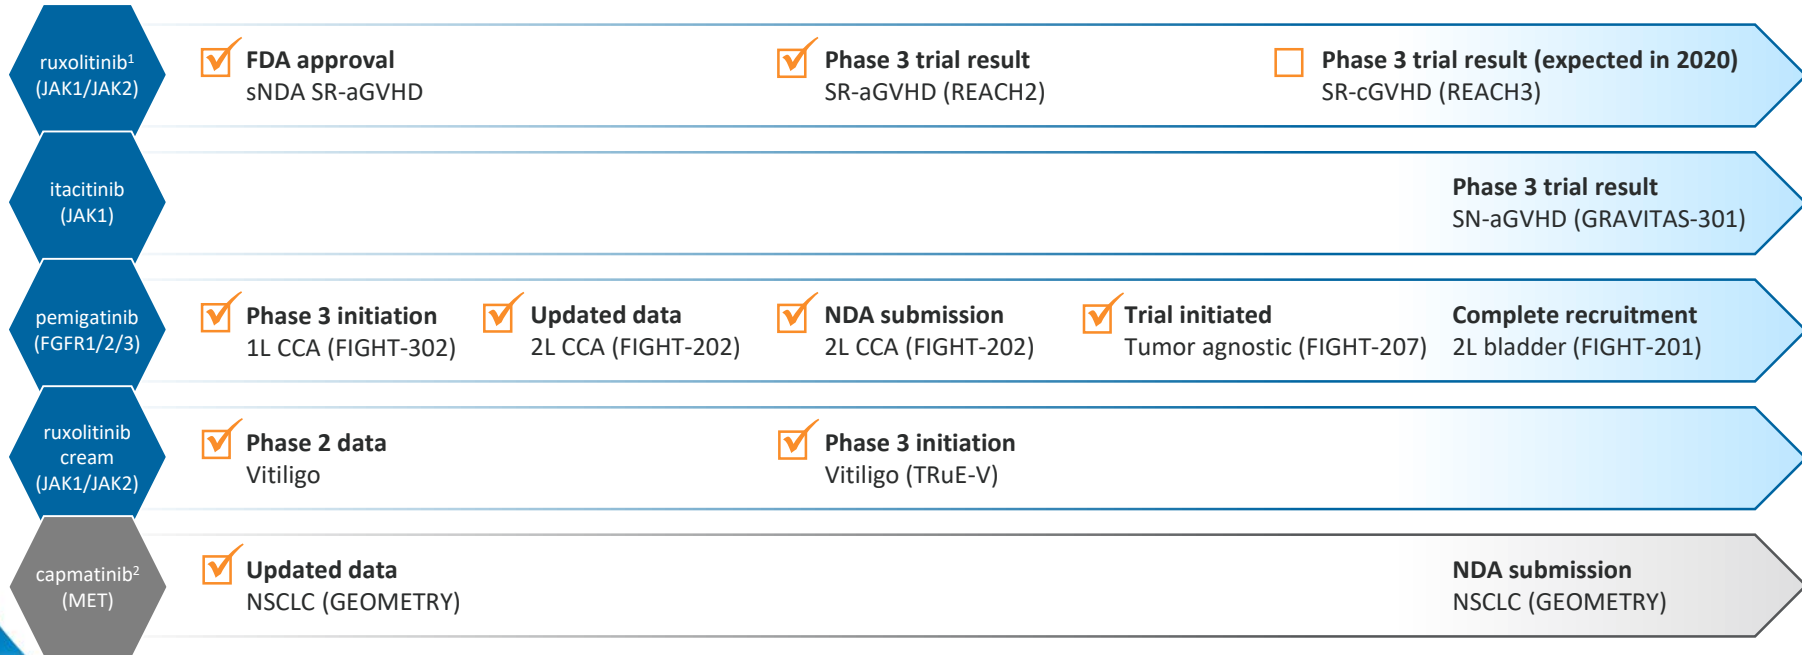 ruxolitinib¹
(JAK1/JAK2)
FDA approval
sNDA SR-aGVHD
Phase 3 trial result
SR-aGVHD (REACH2)
Phase 3 trial result (expected in 2020)
SR-cGVHD (REACH3)
itacitinib
(JAK1)
Phase 3 trial result
SN-aGVHD (GRAVITAS-301)
pemigatinib
(FGFR1/2/3)
Phase 3 initiation
1L CCA (FIGHT-302)
Updated data
2L CCA (FIGHT-202)
NDA submission
2L CCA (FIGHT-202)
Trial initiated
Tumor agnostic (FIGHT-207)
Complete recruitment
2L bladder (FIGHT-201)
ruxolitinib
cream
(JAK1/JAK2)
Phase 2 data
Vitiligo
Phase 3 initiation
Vitiligo (TRuE-V)
capmatinib²
(MET)
Updated data
NSCLC (GEOMETRY)
NDA submission
NSCLC (GEOMETRY)